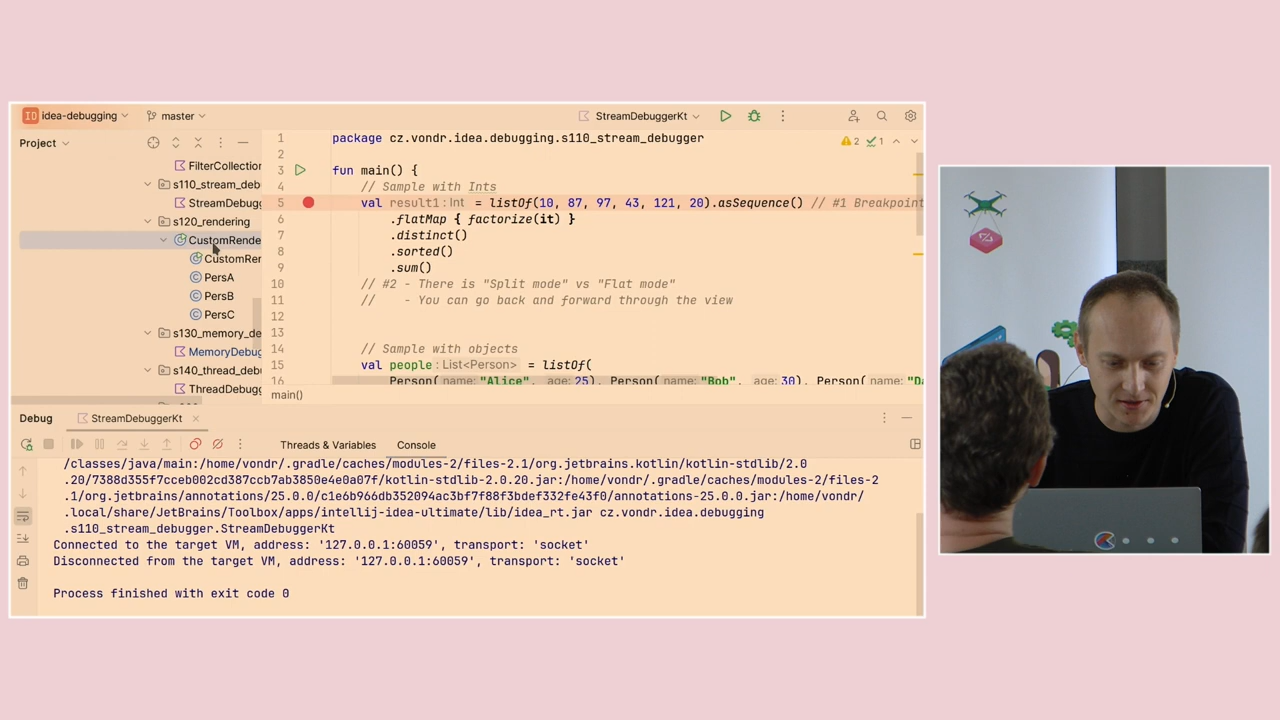 ID idea-debugging
master
StreamDebuggerKt
Project
FilterCollection
s110_stream_deb
StreamDebugg
s120_rendering
CustomRende
CustomRer
PersA
PersB
PersC
s130_memory_de
MemoryDebug
s140_thread_debu
ThreadDebugg
1 package cz.vondr.idea.debugging.s110_stream_debugger
2
3 fun main() {
4 // Sample with Ints
5 val result1 : Int = listOf(10, 87, 97, 43, 121, 20).asSequence() // #1 Breakpoint
6 .flatMap { factorize(it) }
7 .distinct()
8 .sorted()
9 .sum()
10 // #2 - There is "Split mode" vs "Flat mode"
11 // - You can go back and forward through the view
12
13
14 // Sample with objects
15 val people : List<Person> = listOf(
16 Person( name: "Alice", age: 25), Person( name: "Bob", age: 30), Person( name: "Da
2 1
main()
Debug StreamDebuggerKt
Threads & Variables Console
/classes/java/main:/home/vondr/.gradle/caches/modules-2/files-2.1/org.jetbrains.kotlin/kotlin-stdlib/2.0
.20/7388d355f7cceb002cd387ccb7ab3850e4e0a07f/kotlin-stdlib-2.0.20.jar:/home/vondr/.gradle/caches/modules-2/files-2
.1/org.jetbrains/annotations/25.0.0/c1e6b966db352094ac3bf7f88f3bdef332fe43f0/annotations-25.0.0.jar:/home/vondr/
.local/share/JetBrains/Toolbox/apps/intellij-idea-ultimate/lib/idea_rt.jar cz.vondr.idea.debugging
.s110_stream_debugger.StreamDebuggerKt
Connected to the target VM, address: '127.0.0.1:60059', transport: 'socket'
Disconnected from the target VM, address: '127.0.0.1:60059', transport: 'socket'
Process finished with exit code 0